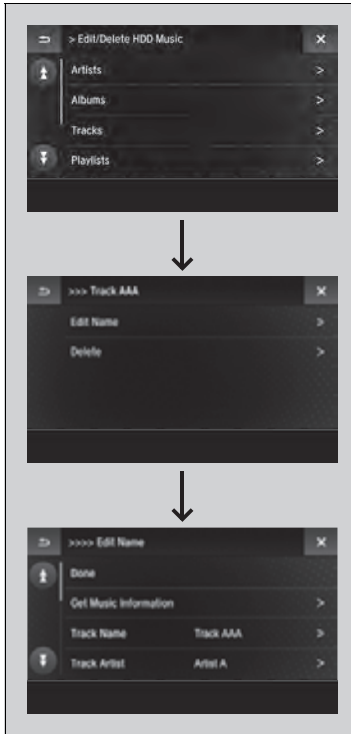 > Edit/Delete HDD Music
Artists >
Albums >
Tracks >
Playlists >
>>> Track AAA
Edit Name >
Delete >
>>>> Edit Name
Done
Get Music Information >
Track Name Track AAA >
Track Artist Artist A >